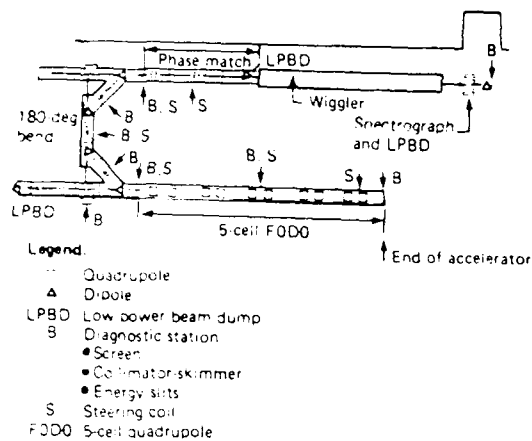 B
Phase match
LPBD
B, S
S
Wiggler
B
180-deg
bend
B, S
Spectrograph
and LPBD
B
B, S
B, S
S
B
LPBD
B
5-cell FODO
End of accelerator
Legend:
Quadrupole
Dipole
LPBD Low power beam dump
B Diagnostic station
• Screen
• Collimator-skimmer
• Energy slits
S Steering coil
FODO 5-cell quadrupole